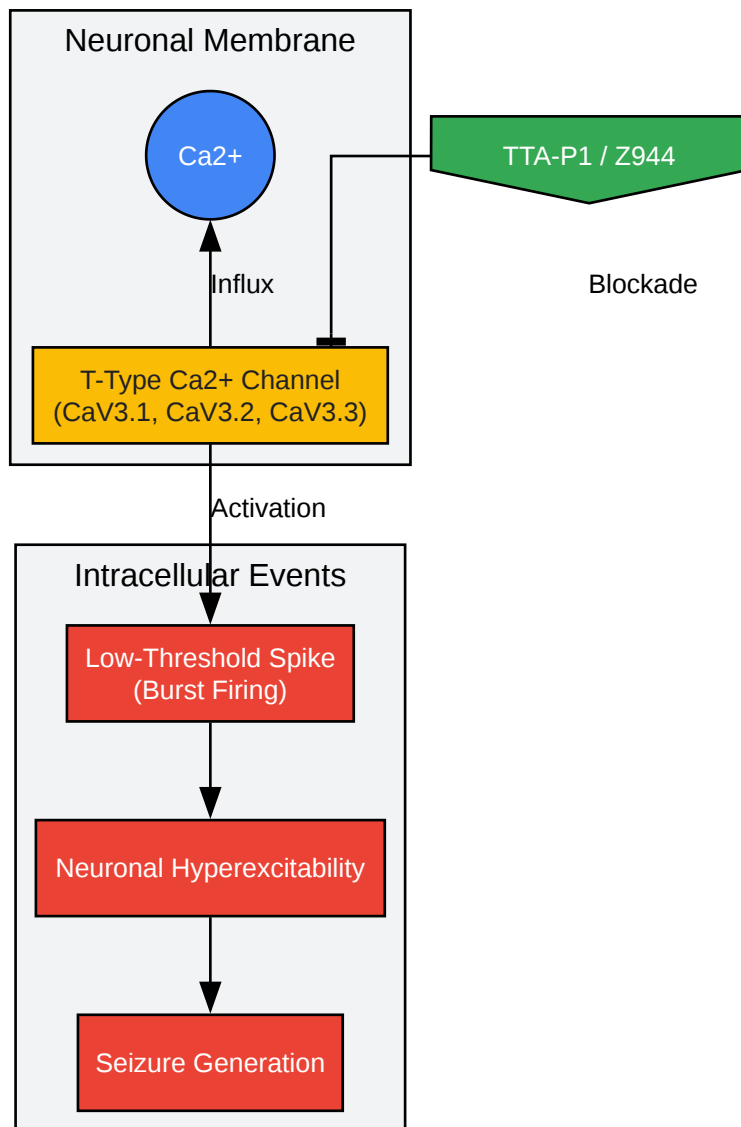 Neuronal Membrane
Ca2+
TTA-P1 / Z944
Influx
Blockade
T-Type Ca2+ Channel
(CaV3.1, CaV3.2, CaV3.3)
Activation
Intracellular Events
Low-Threshold Spike
(Burst Firing)
Neuronal Hyperexcitability
Seizure Generation